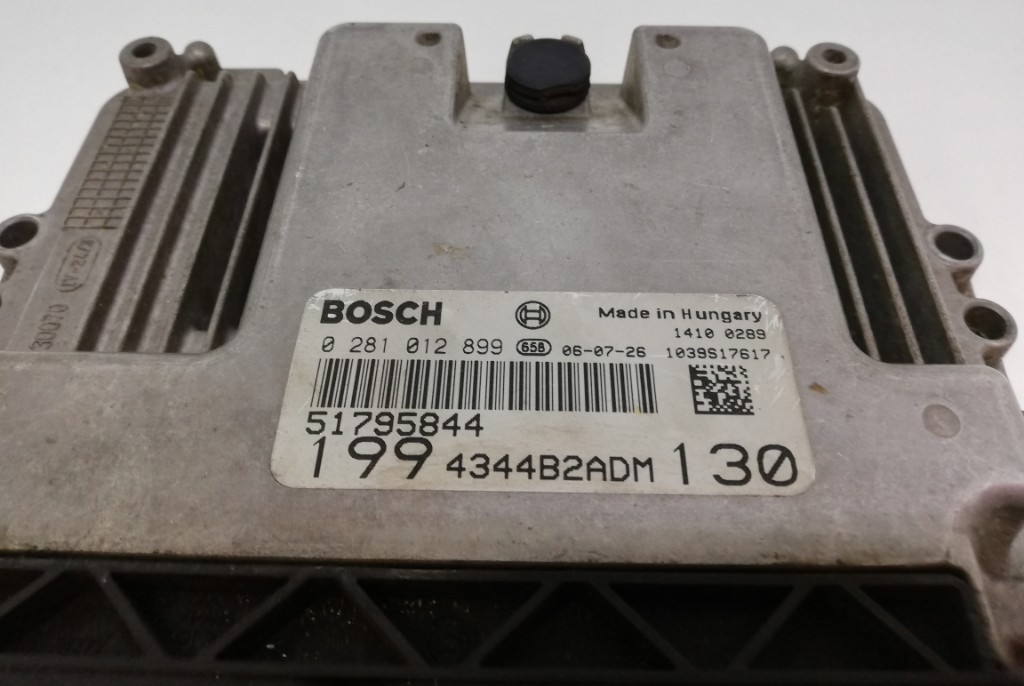 BOSCH Made in Hungary
1410 0289
0 281 012 899 658 06-07-26 1039S17617
51795844
199 4344B2ADM 130
30070